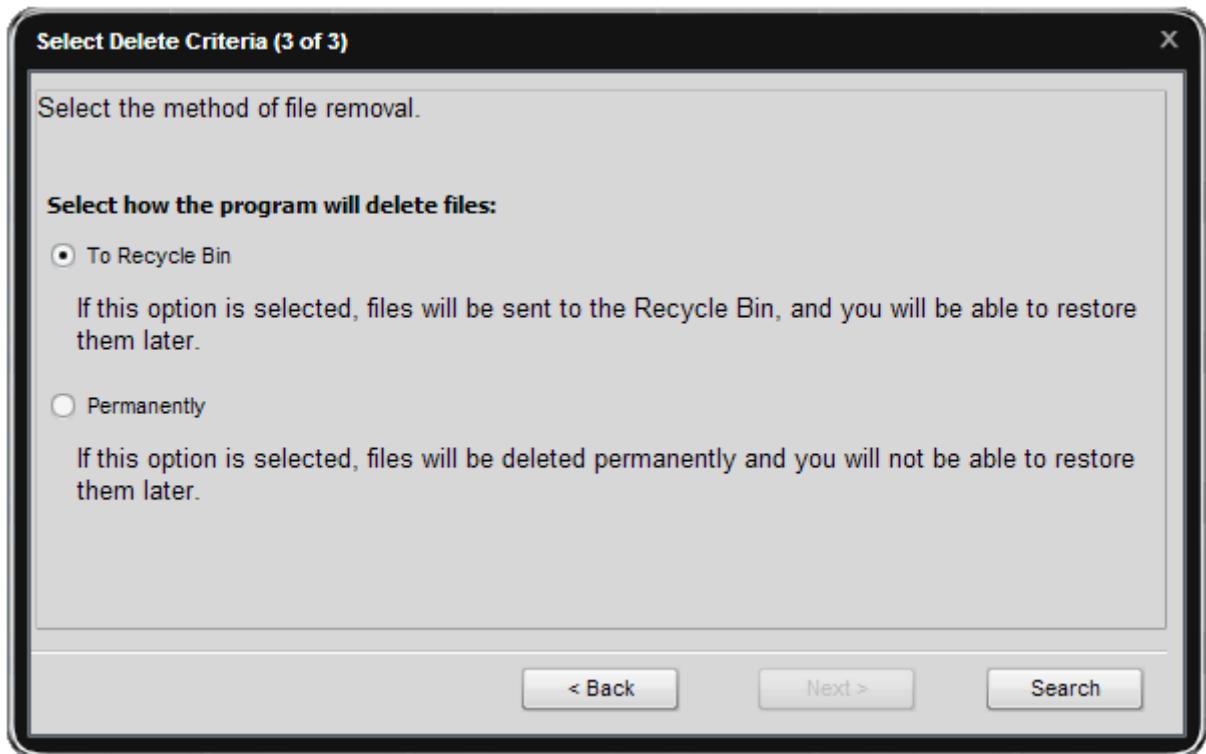 Select Delete Criteria (3 of 3)
X
Select the method of file removal.
Select how the program will delete files:
To Recycle Bin
If this option is selected, files will be sent to the Recycle Bin, and you will be able to restore
them later.
Permanently
If this option is selected, files will be deleted permanently and you will not be able to restore
them later.
< Back
Next >
Search